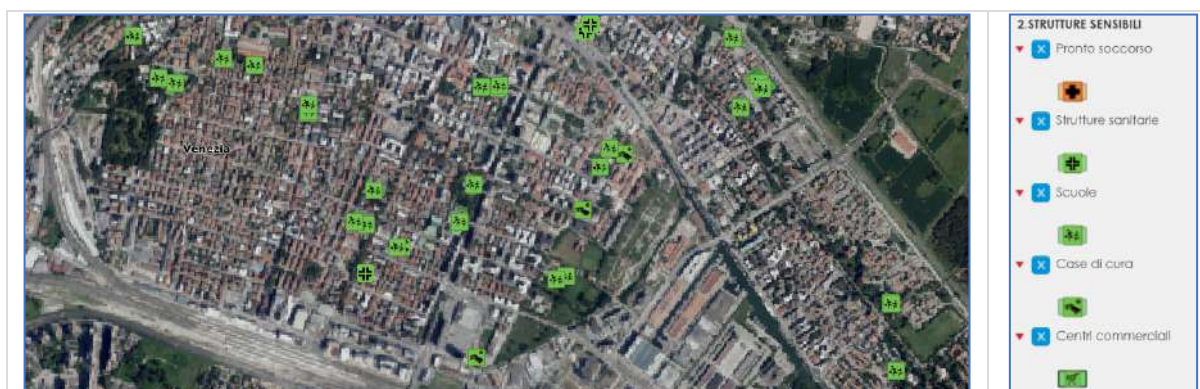 Venezia
2.STRUTTURE SENSIBILI
Pronto soccorso
Strutture sanitarie
Scuole
Case di cura
Centri commerciali